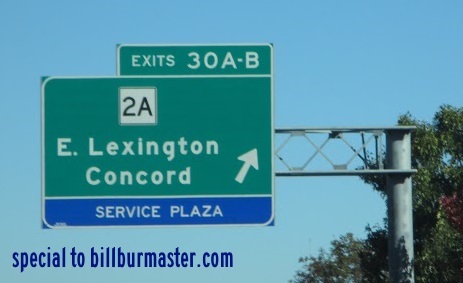 EXITS 30A-B
2A
E. Lexington
Concord
SERVICE PLAZA
special to billburmaster.com